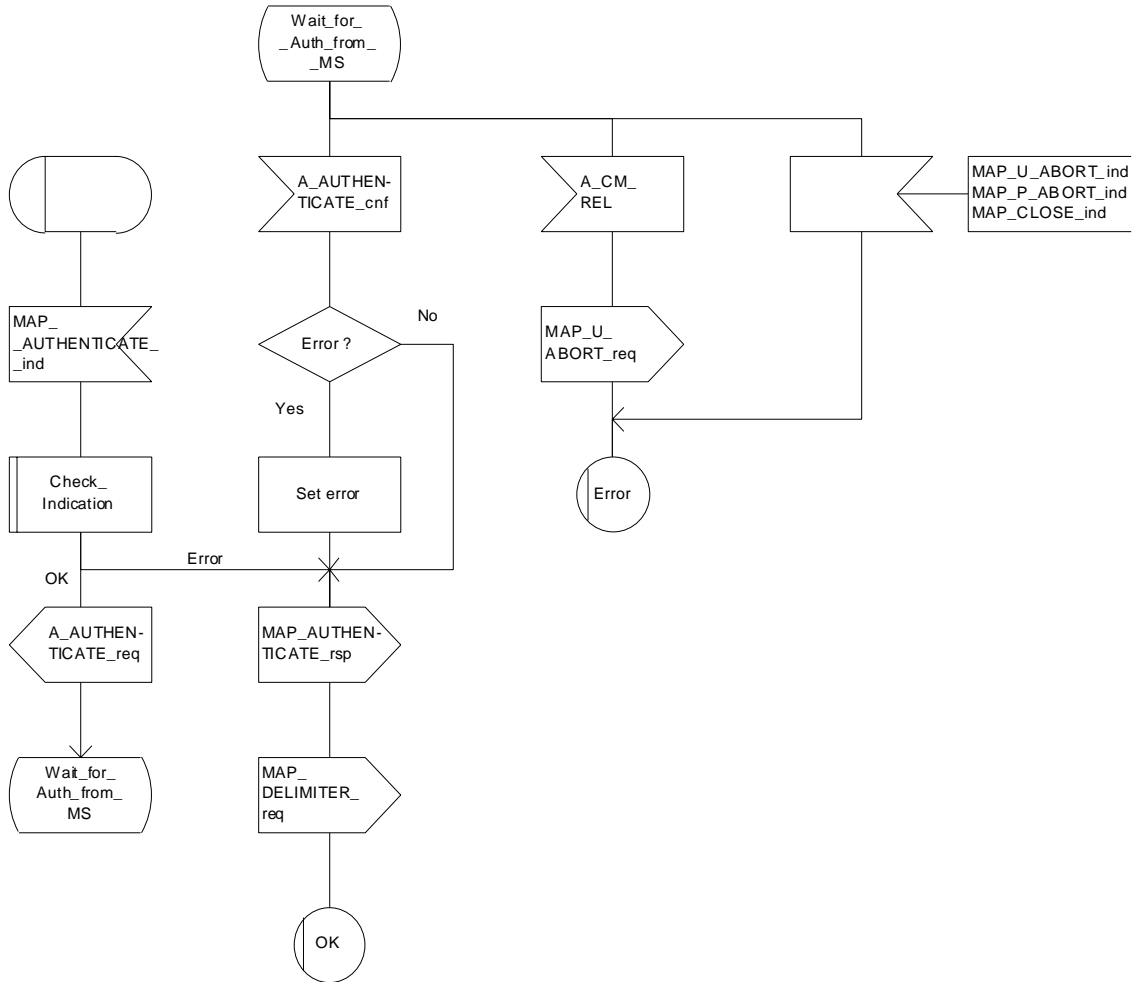 Wait_for_
_Auth_from_
_MS
A_AUTHEN-
TICATE_cnf
A_CM_
REL
MAP_U_ABORT_ind
MAP_P_ABORT_ind
MAP_CLOSE_ind
MAP_
_AUTHENTICATE_
_ind
Error ?
No
Yes
MAP_U_
ABORT_req
Check_
Indication
Set error
Error
Error
OK
A_AUTHEN-
TICATE_req
MAP_AUTHEN-
TICATE_rsp
Wait_for_
Auth_from_
MS
MAP_
DELIMITER_
req
OK